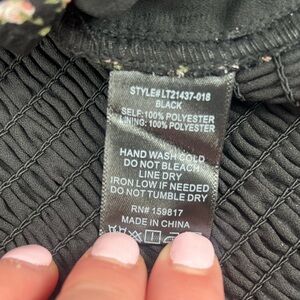 STYLE# LT21437-018
BLACK
SELF: 100% POLYESTER
LINING: 100% POLYESTER
HAND WASH COLD
DO NOT BLEACH
LINE DRY
IRON LOW IF NEEDED
DO NOT TUMBLE DRY
RN# 159817
MADE IN CHINA